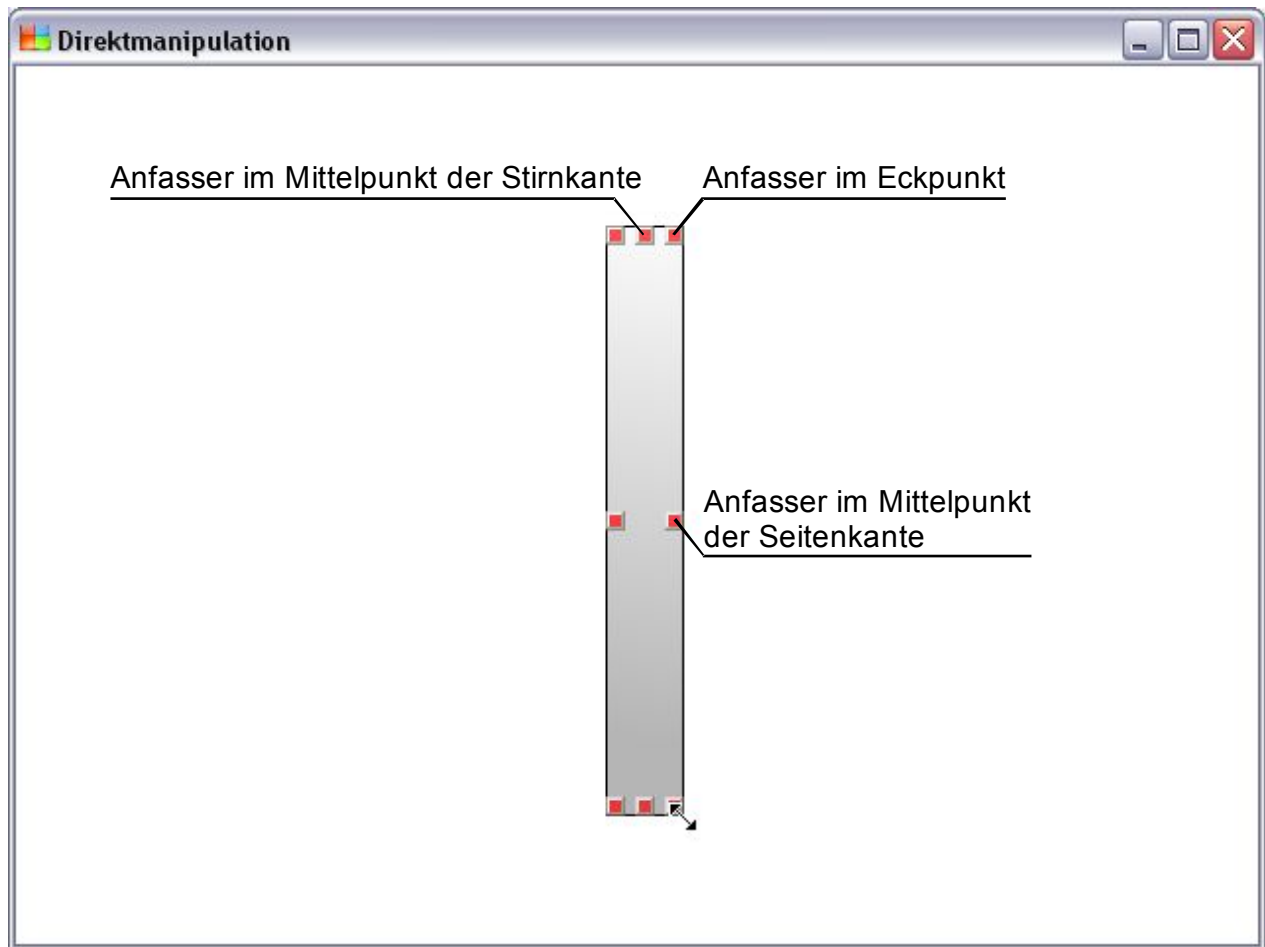 Direktmanipulation
Anfasser im Mittelpunkt der Stirnkante
Anfasser im Eckpunkt
Anfasser im Mittelpunkt
der Seitenkante